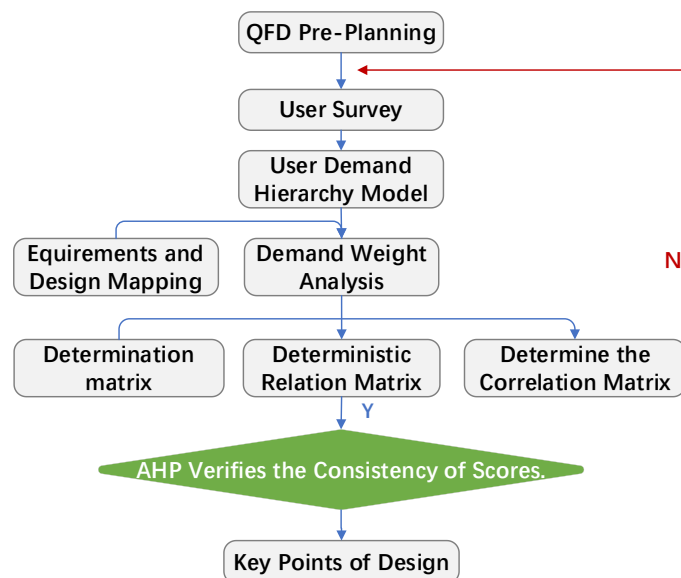 QFD Pre-Planning
User Survey
User Demand
Hierarchy Model
Equirements and
Design Mapping
Demand Weight
Analysis
N
Determination
matrix
Deterministic
Relation Matrix
Determine the
Correlation Matrix
Y
AHP Verifies the Consistency of Scores.
Key Points of Design